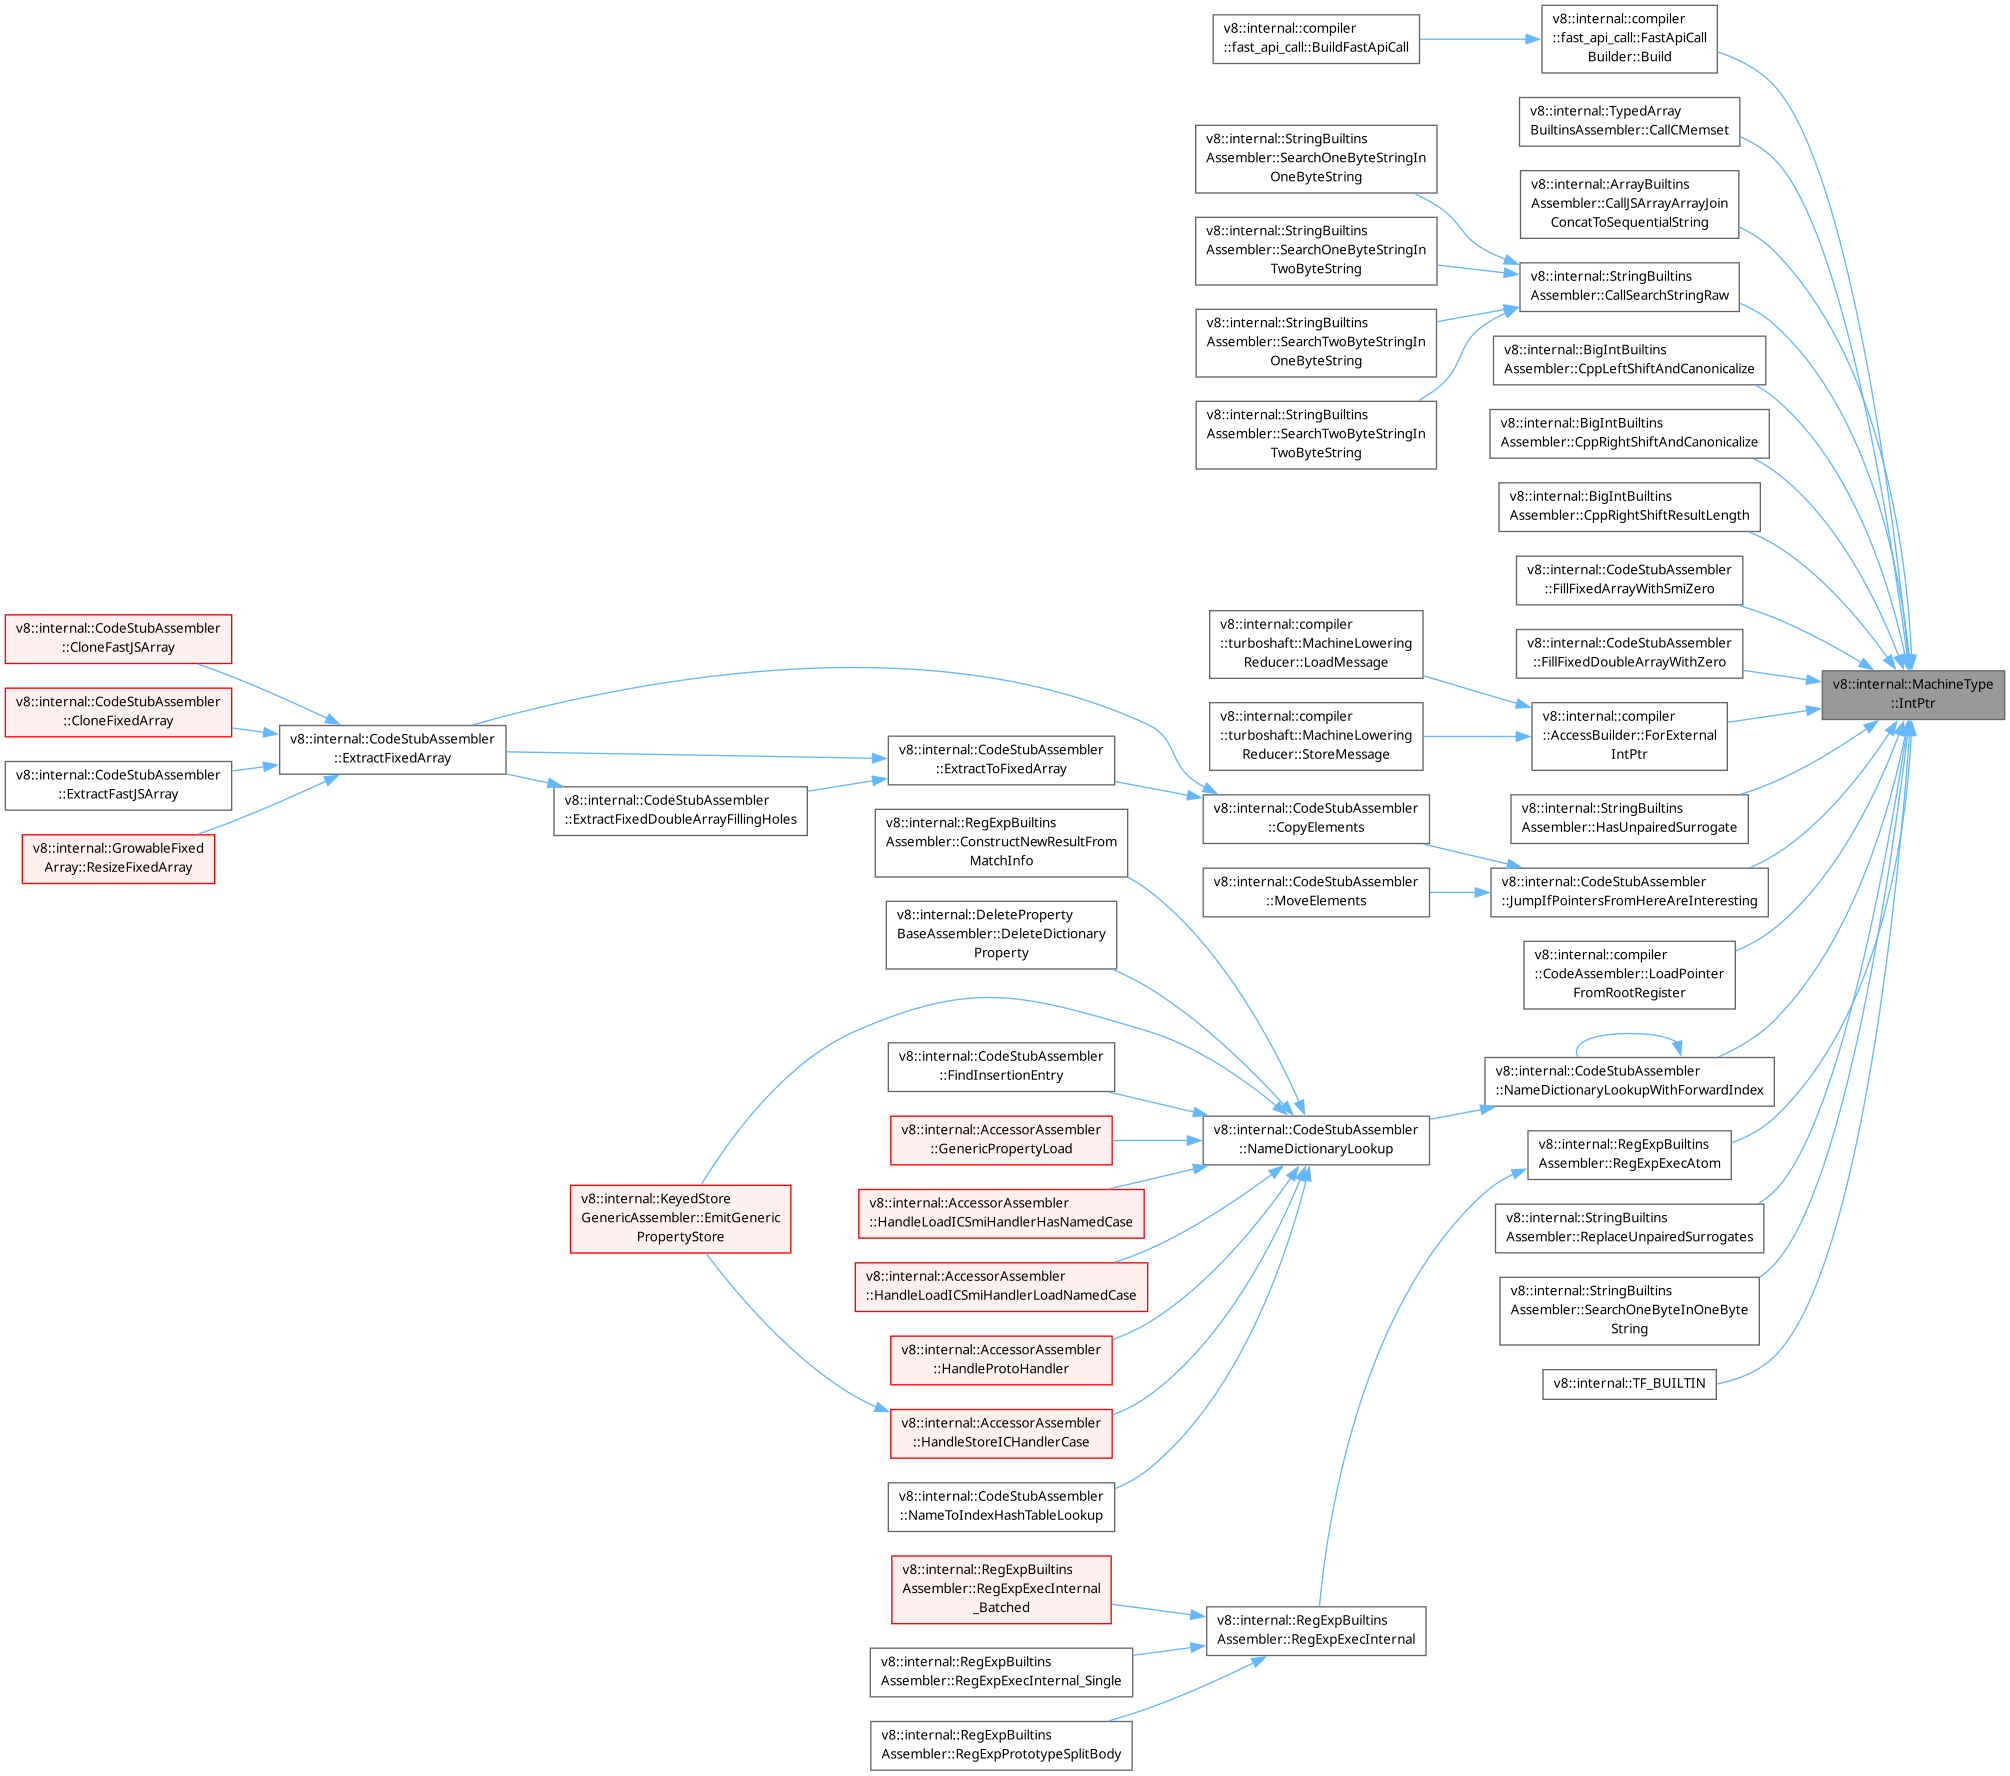 v8::internal::compiler
::fast_api_call::BuildFastApiCall
v8::internal::compiler
::fast_api_call::FastApiCall
Builder::Build
v8::internal::TypedArray
BuiltinsAssembler::CallCMemset
v8::internal::StringBuiltins
Assembler::SearchOneByteStringIn
OneByteString
v8::internal::ArrayBuiltins
Assembler::CallJSArrayArrayJoin
ConcatToSequentialString
v8::internal::StringBuiltins
Assembler::SearchOneByteStringIn
TwoByteString
v8::internal::StringBuiltins
Assembler::CallSearchStringRaw
v8::internal::StringBuiltins
Assembler::SearchTwoByteStringIn
OneByteString
v8::internal::BigIntBuiltins
Assembler::CppLeftShiftAndCanonicalize
v8::internal::StringBuiltins
Assembler::SearchTwoByteStringIn
TwoByteString
v8::internal::BigIntBuiltins
Assembler::CppRightShiftAndCanonicalize
v8::internal::BigIntBuiltins
Assembler::CppRightShiftResultLength
v8::internal::CodeStubAssembler
::FillFixedArrayWithSmiZero
v8::internal::CodeStubAssembler
::CloneFastJSArray
v8::internal::compiler
::turboshaft::MachineLowering
Reducer::LoadMessage
v8::internal::CodeStubAssembler
::FillFixedDoubleArrayWithZero
v8::internal::MachineType
::IntPtr
v8::internal::CodeStubAssembler
::CloneFixedArray
v8::internal::compiler
::turboshaft::MachineLowering
Reducer::StoreMessage
v8::internal::compiler
::AccessBuilder::ForExternal
IntPtr
v8::internal::CodeStubAssembler
::ExtractFixedArray
v8::internal::CodeStubAssembler
::ExtractToFixedArray
v8::internal::CodeStubAssembler
::ExtractFastJSArray
v8::internal::CodeStubAssembler
::ExtractFixedDoubleArrayFillingHoles
v8::internal::CodeStubAssembler
::CopyElements
v8::internal::StringBuiltins
Assembler::HasUnpairedSurrogate
v8::internal::GrowableFixed
Array::ResizeFixedArray
v8::internal::RegExpBuiltins
Assembler::ConstructNewResultFrom
MatchInfo
v8::internal::CodeStubAssembler
::MoveElements
v8::internal::CodeStubAssembler
::JumpIfPointersFromHereAreInteresting
v8::internal::DeleteProperty
BaseAssembler::DeleteDictionary
Property
v8::internal::compiler
::CodeAssembler::LoadPointer
FromRootRegister
v8::internal::CodeStubAssembler
::FindInsertionEntry
v8::internal::CodeStubAssembler
::NameDictionaryLookupWithForwardIndex
v8::internal::AccessorAssembler
::GenericPropertyLoad
v8::internal::CodeStubAssembler
::NameDictionaryLookup
v8::internal::RegExpBuiltins
Assembler::RegExpExecAtom
v8::internal::KeyedStore
GenericAssembler::EmitGeneric
PropertyStore
v8::internal::AccessorAssembler
::HandleLoadICSmiHandlerHasNamedCase
v8::internal::StringBuiltins
Assembler::ReplaceUnpairedSurrogates
v8::internal::AccessorAssembler
::HandleLoadICSmiHandlerLoadNamedCase
v8::internal::StringBuiltins
Assembler::SearchOneByteInOneByte
String
v8::internal::AccessorAssembler
::HandleProtoHandler
v8::internal::TF_BUILTIN
v8::internal::AccessorAssembler
::HandleStoreICHandlerCase
v8::internal::CodeStubAssembler
::NameToIndexHashTableLookup
v8::internal::RegExpBuiltins
Assembler::RegExpExecInternal
_Batched
v8::internal::RegExpBuiltins
Assembler::RegExpExecInternal
v8::internal::RegExpBuiltins
Assembler::RegExpExecInternal_Single
v8::internal::RegExpBuiltins
Assembler::RegExpPrototypeSplitBody